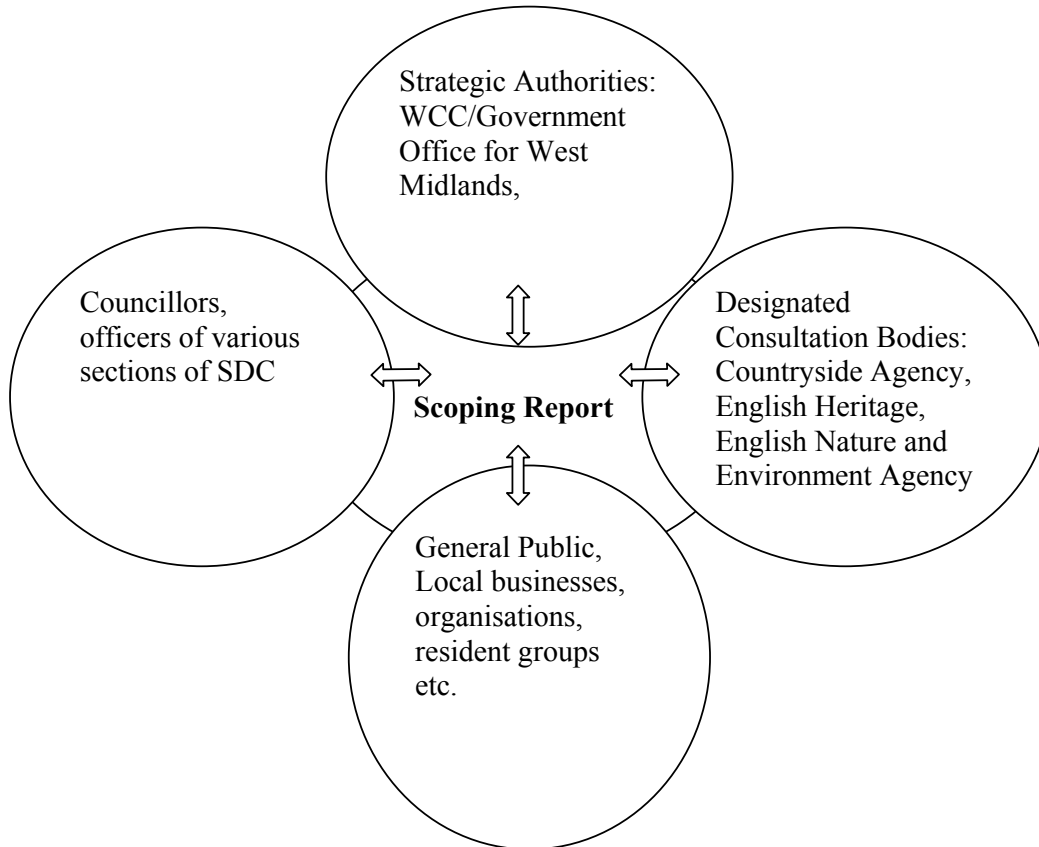 Strategic Authorities:
WCC/Government
Office for West
Midlands,
Councillors,
officers of various
sections of SDC
Designated
Consultation Bodies:
Countryside Agency,
English Heritage,
English Nature and
Environment Agency
Scoping Report
General Public,
Local businesses,
organisations,
resident groups
etc.